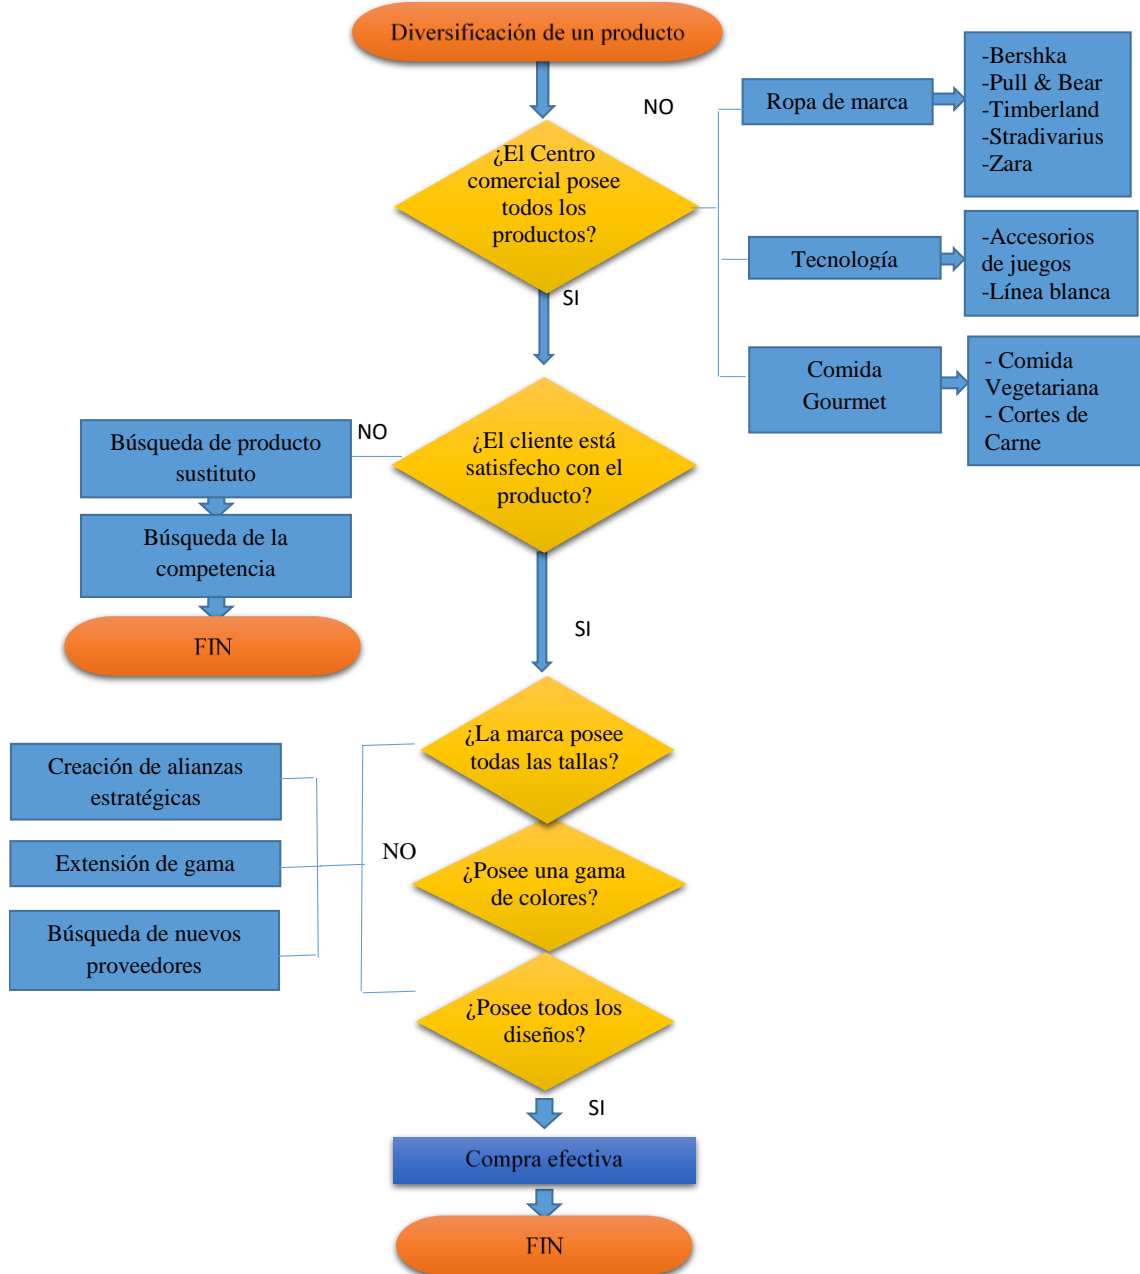 Diversificación de un producto
NO
Ropa de marca
-Bershka
-Pull & Bear
-Timberland
-Stradivarius
-Zara
¿El Centro
comercial posee
todos los
productos?
Tecnología
-Accesorios
de juegos
-Línea blanca
SI
Comida
Gourmet
- Comida
Vegetariana
- Cortes de
Carne
¿El cliente está
satisfecho con el
producto?
NO
Búsqueda de producto
sustituto
Búsqueda de la
competencia
FIN
SI
¿La marca posee
todas las tallas?
Creación de alianzas
estratégicas
NO
Extensión de gama
¿Posee una gama
de colores?
Búsqueda de nuevos
proveedores
¿Posee todos los
diseños?
SI
Compra efectiva
FIN